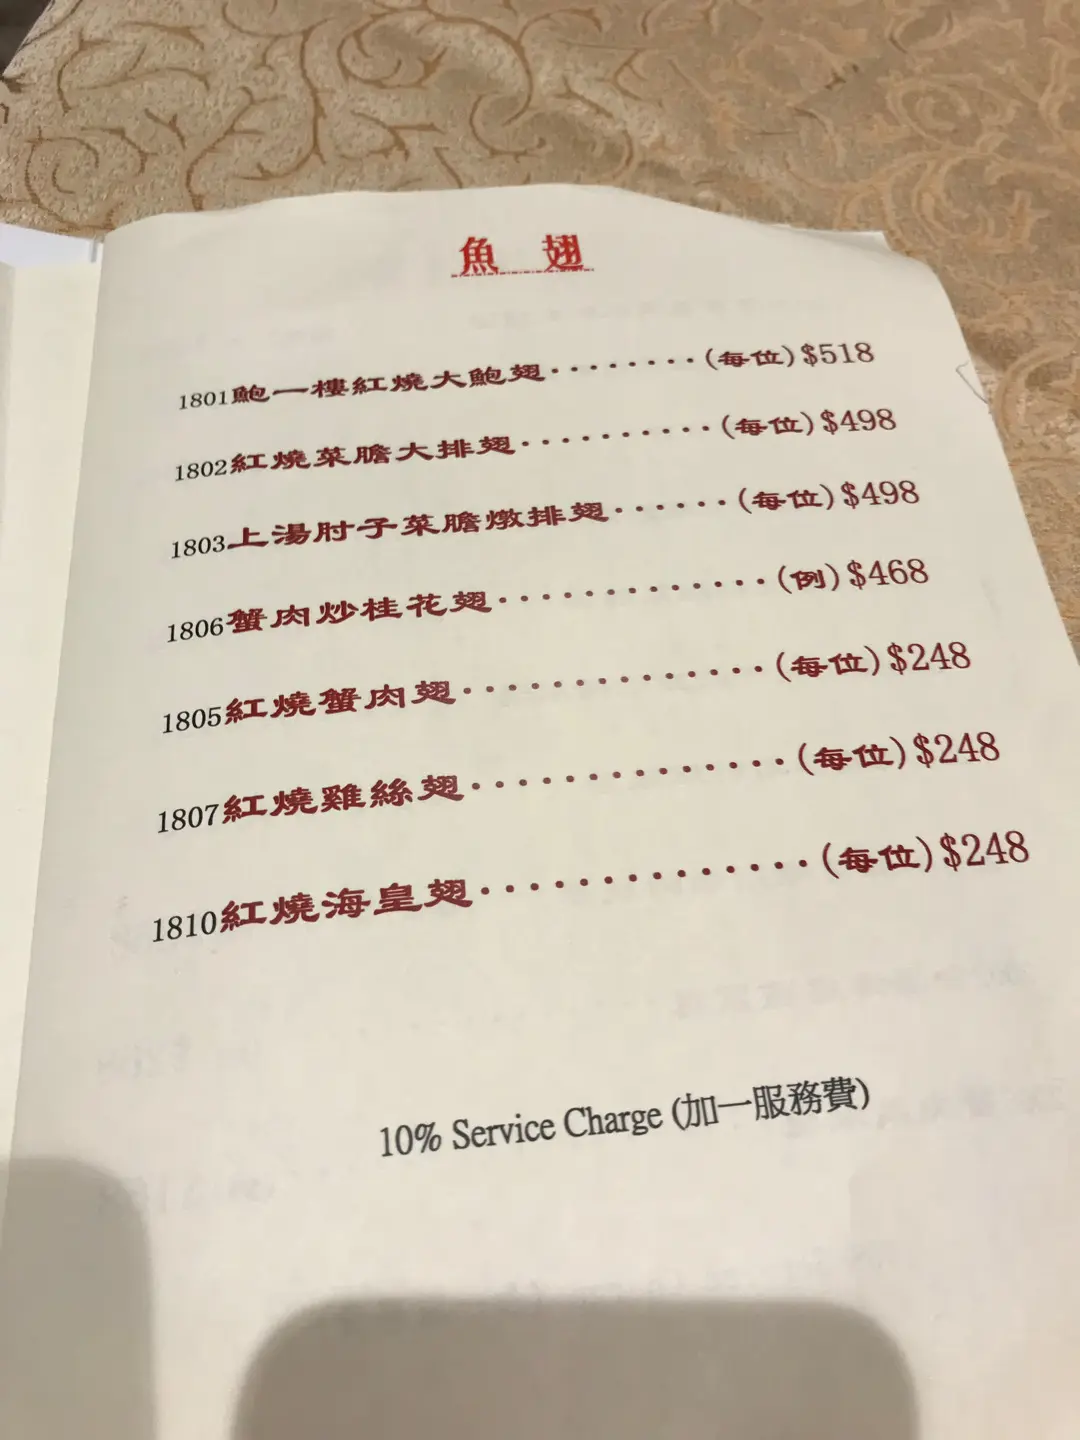 魚 翅
1801鮑一樓紅燒大鮑翅········(每位)$518
1802紅燒菜膽大排翅··········(每位)$498
1803上湯肘子菜膽燉排翅······(每位)$498
1806蟹肉炒桂花翅·············(例)$468
1805紅燒蟹肉翅··············(每位)$248
1807紅燒雞絲翅··············(每位)$248
1810紅燒海皇翅··············(每位)$248
10% Service Charge (加一服務費)